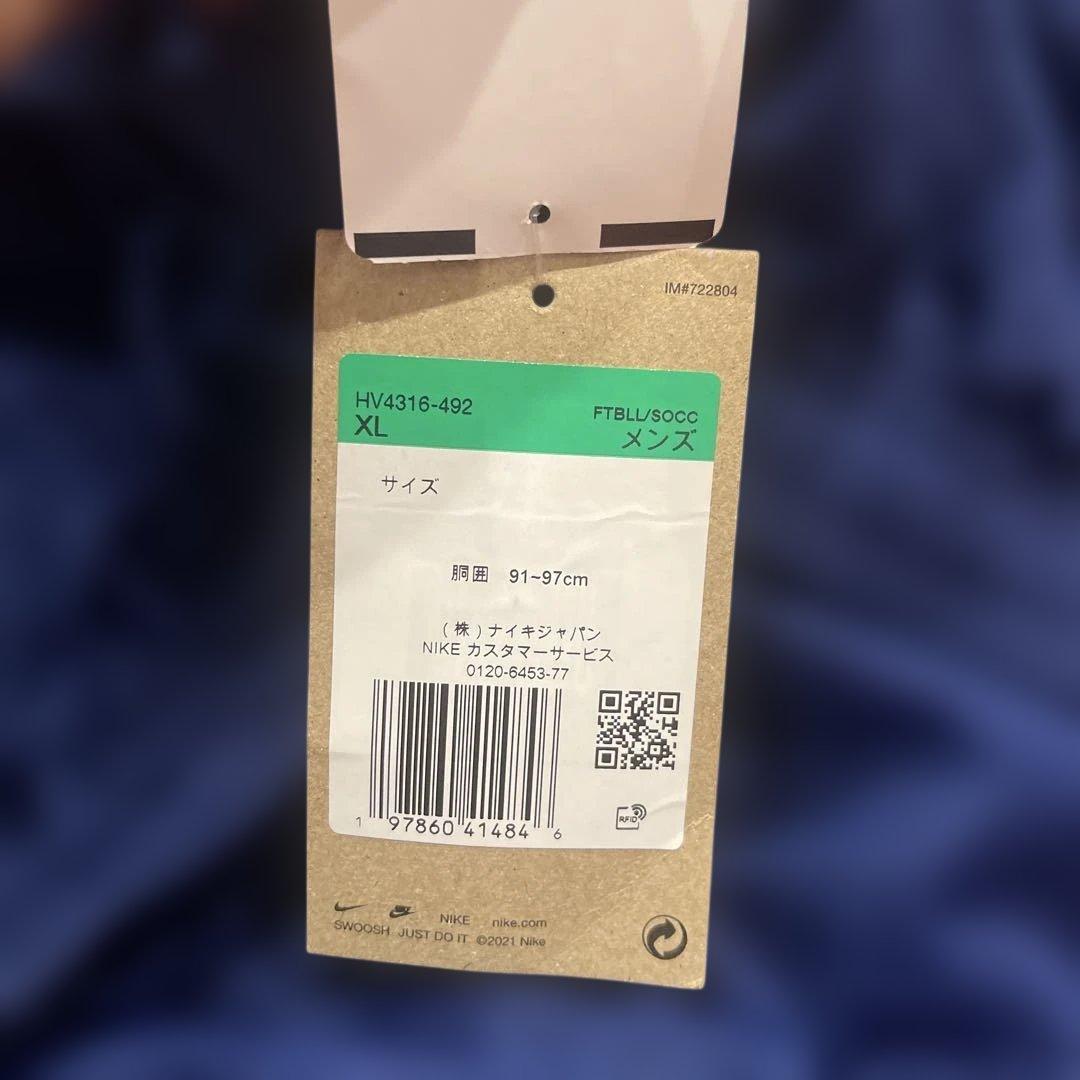 IM#722804
HV4316-492
XL
FTBLL/SOCC
メンズ
サイズ
胴囲 91~97cm
(株)ナイキジャパン
NIKE カスタマーサービス
0120-6453-77
1 97860 41484 6
RFID
NIKE nike.com
SWOOSH JUST DO IT ©2021 Nike